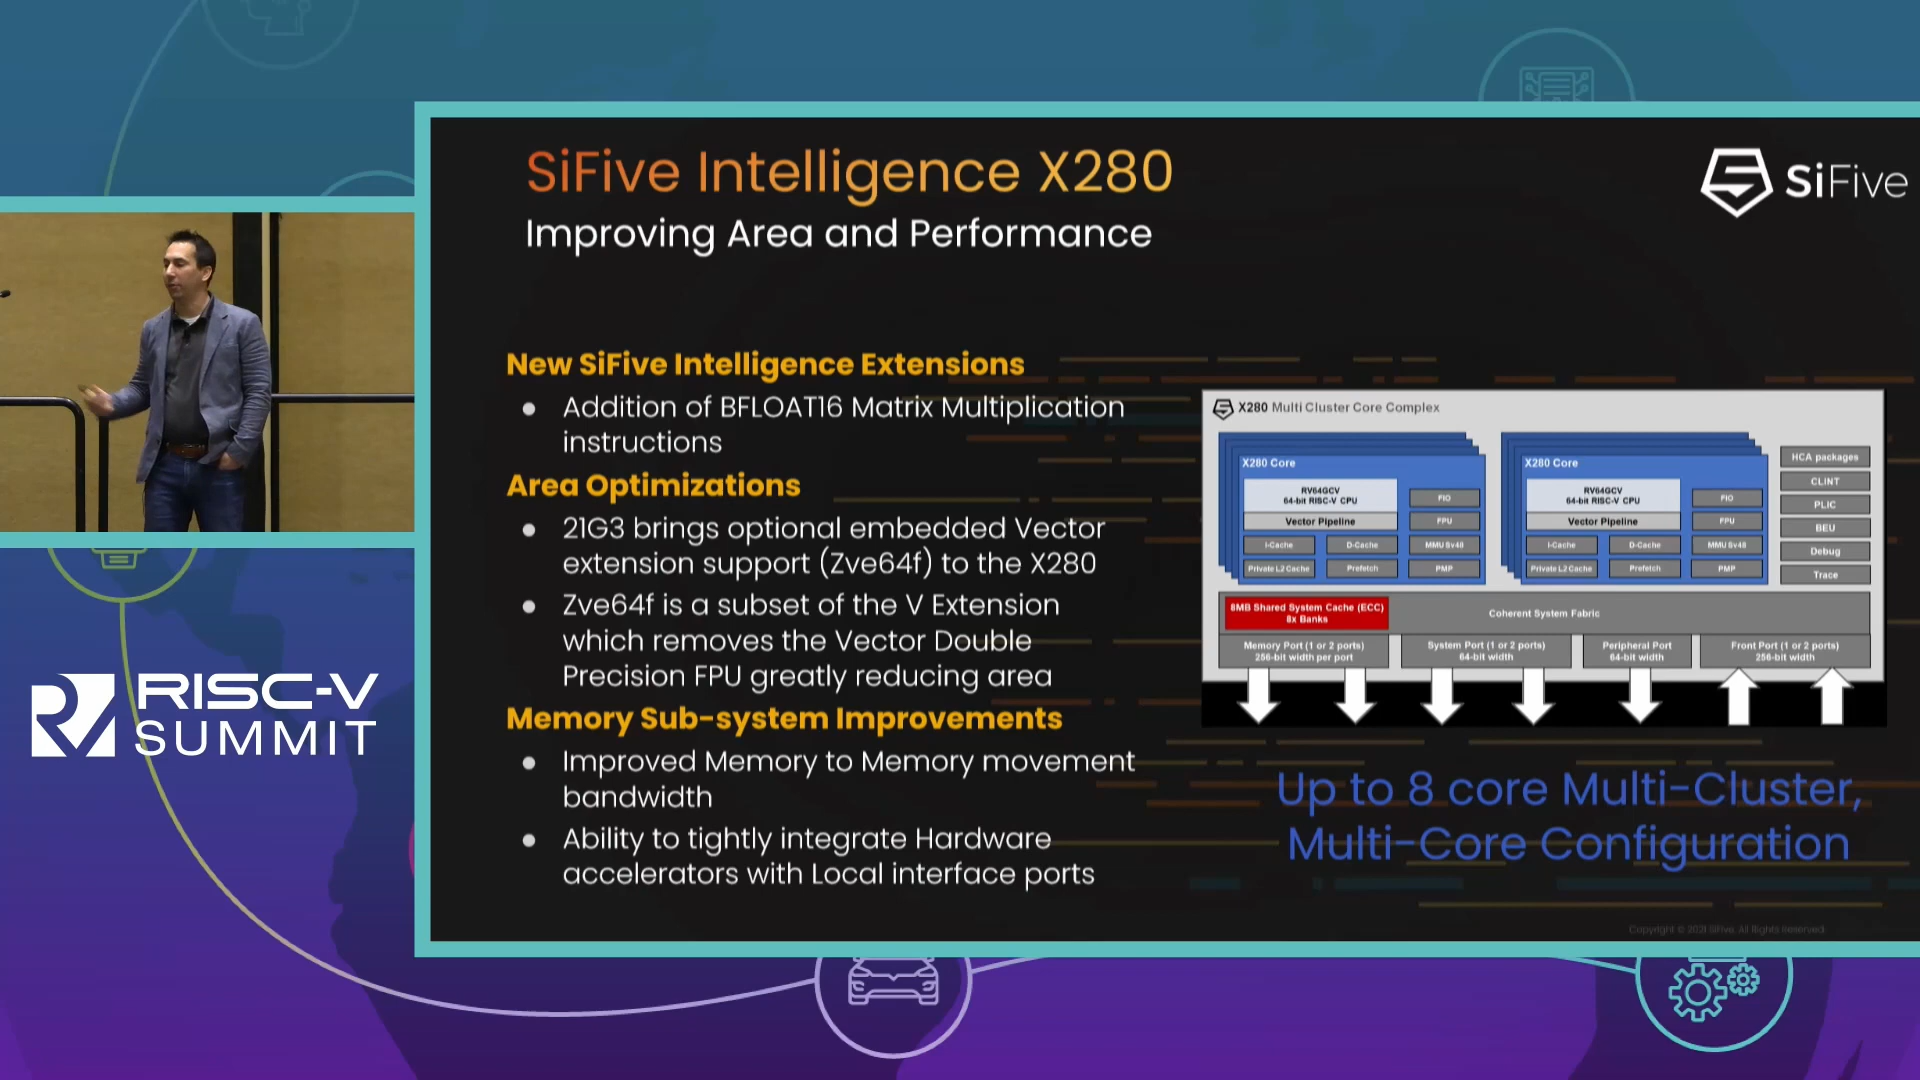 SiFive Intelligence X280
Improving Area and Performance
SiFive
New SiFive Intelligence Extensions
● Addition of BFLOAT16 Matrix Multiplication
instructions
Area Optimizations
● 21G3 brings optional embedded Vector
extension support (Zve64f) to the X280
● Zve64f is a subset of the V Extension
which removes the Vector Double
Precision FPU greatly reducing area
Memory Sub-system Improvements
● Improved Memory to Memory movement
bandwidth
● Ability to tightly integrate Hardware
accelerators with Local interface ports
X280 Multi Cluster Core Complex
X280 Core
RV64GCV
64-bit RISC-V CPU
Vector Pipeline
FIO
FPU
I-Cache
D-Cache
MMU Sv48
Private L2 Cache
Prefetch
PMP
X280 Core
RV64GCV
64-bit RISC-V CPU
Vector Pipeline
FIO
FPU
I-Cache
D-Cache
MMU Sv48
Private L2 Cache
Prefetch
PMP
HCA packages
CLINT
PLIC
BEU
Debug
Trace
8MB Shared System Cache (ECC)
8x Banks
Coherent System Fabric
Memory Port (1 or 2 ports)
256-bit width per port
System Port (1 or 2 ports)
64-bit width
Peripheral Port
64-bit width
Front Port (1 or 2 ports)
256-bit width
Up to 8 core Multi-Cluster,
Multi-Core Configuration
Copyright © 2021 SiFive. All Rights Reserved.
RISC-V
SUMMIT